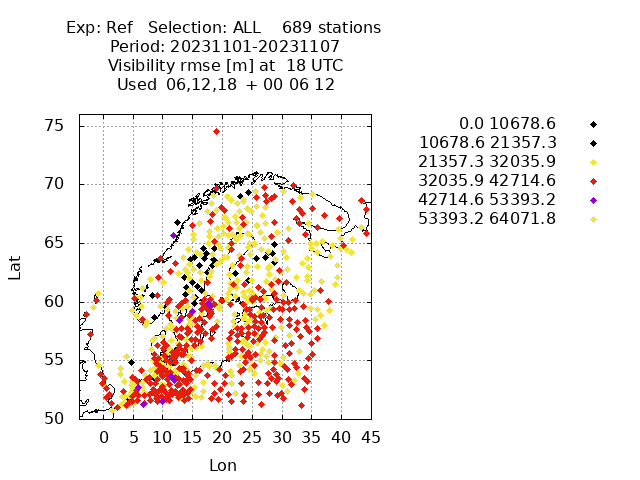 Exp: Ref Selection: ALL 689 stations
Period: 20231101-20231107
Visibility rmse [m] at 18 UTC
Used 06,12,18 + 00 06 12
0.0 10678.6
10678.6 21357.3
21357.3 32035.9
32035.9 42714.6
42714.6 53393.2
53393.2 64071.8
75
70
65
60
55
50
Lat
0 5 10 15 20 25 30 35 40 45
Lon